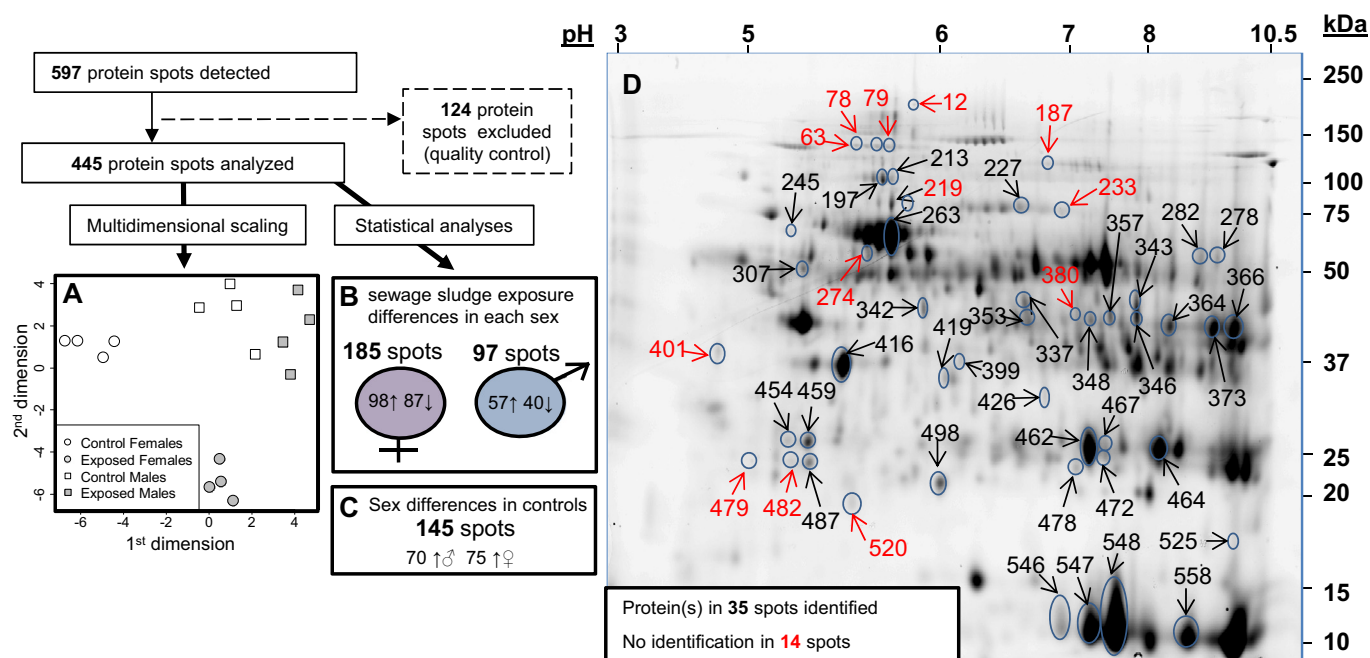 597 protein spots detected
124 protein
spots excluded
(quality control)
445 protein spots analyzed
Multidimensional scaling
Statistical analyses
A
4
2
0
-2
-4
-6
2nd dimension
Control Females
Exposed Females
Control Males
Exposed Males
-6 -4 -2 0 2 4
1st dimension
B sewage sludge exposure
differences in each sex
185 spots 97 spots
98↑ 87↓ 57↑ 40↓
C Sex differences in controls
145 spots
70 ↑♂ 75 ↑♀
pH 3 5 6 7 8 10.5 kDa
D
250
150
100
75
50
37
25
20
15
10
78 79 12
63 187
213 227
245 197 219 233
263 357 282 278
343
307 274 380
342 353 364 366
419
401 416 337
399 348 346 373
426
454 459 467
462
498
479 482 487 478 472 464
520 525
546 547 548 558
Protein(s) in 35 spots identified
No identification in 14 spots